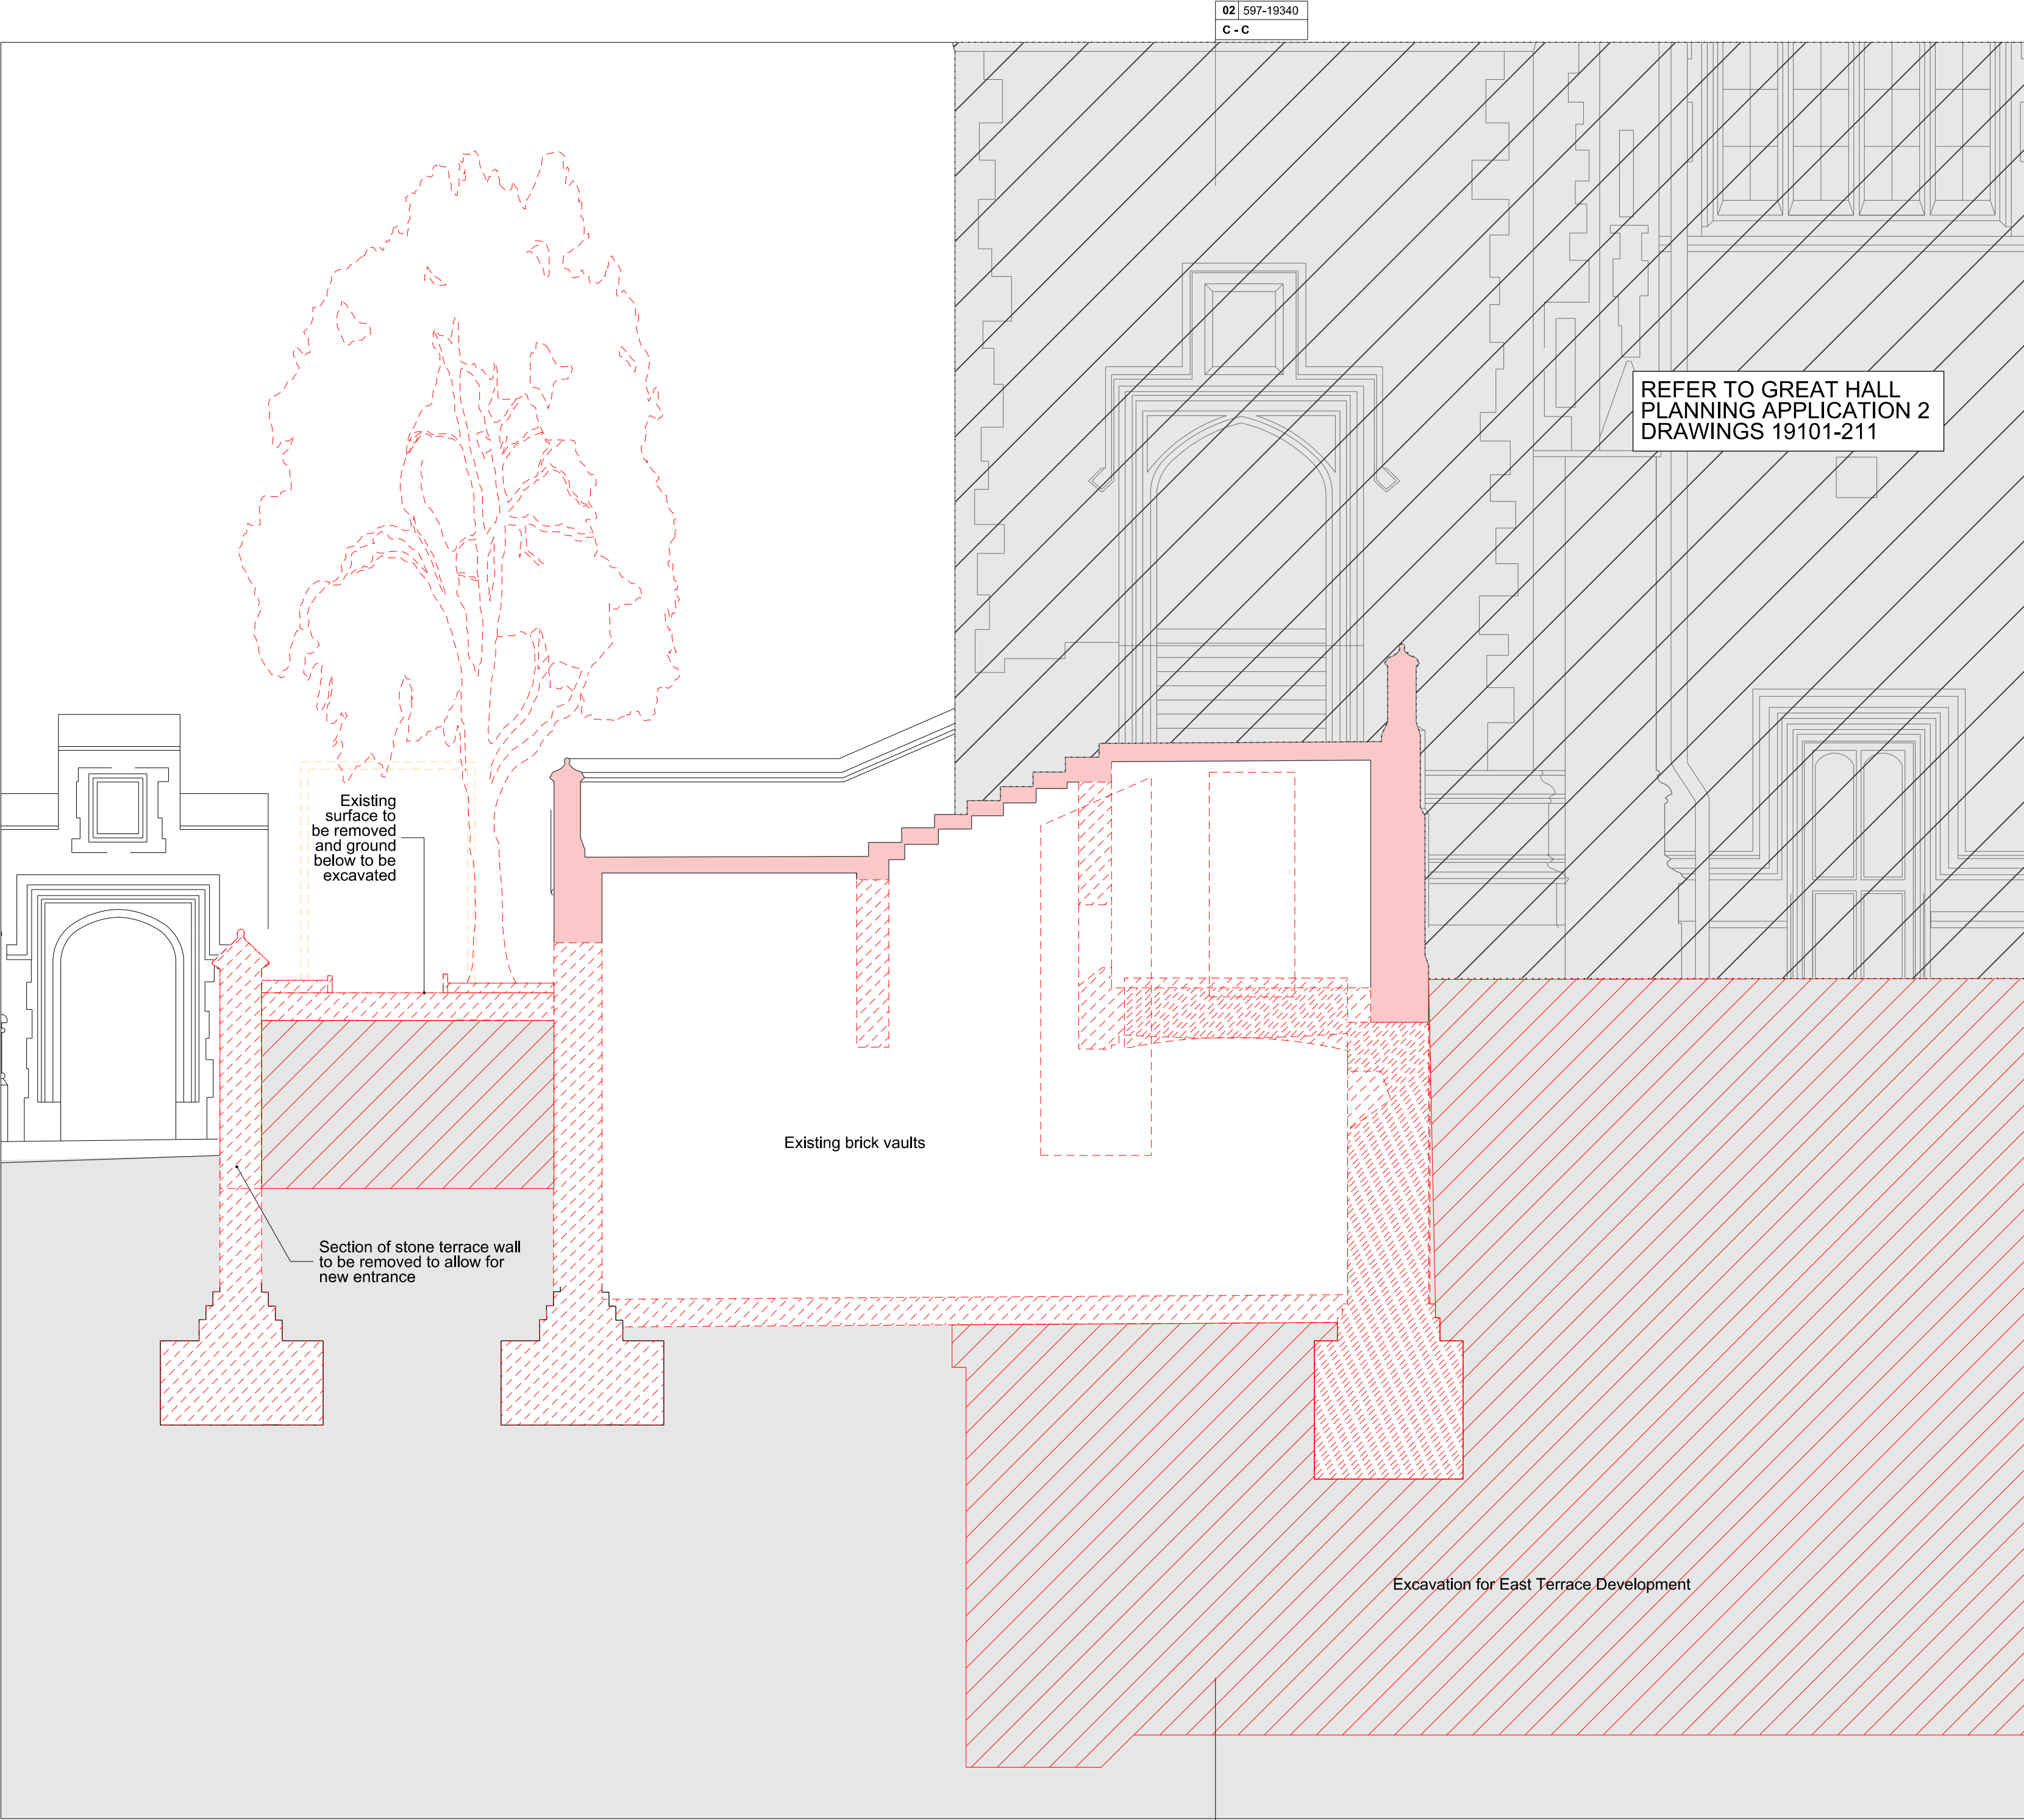 02 597-19340
C - C
REFER TO GREAT HALL
PLANNING APPLICATION 2
DRAWINGS 19101-211
Existing
surface to
be removed
and ground
below to be
excavated
Existing brick vaults
Section of stone terrace wall
to be removed to allow for
new entrance
Excavation for East Terrace Development